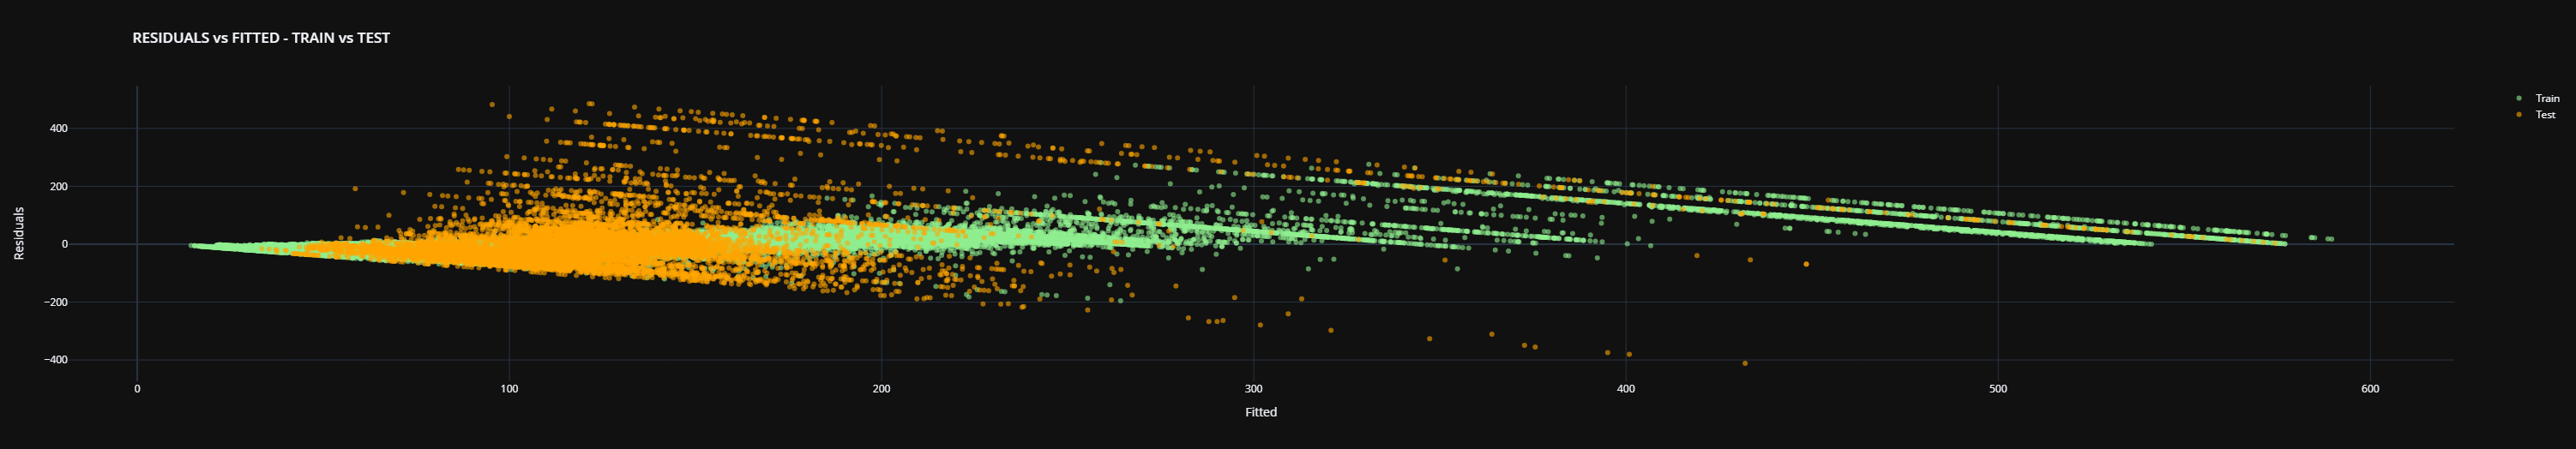 RESIDUALS vs FITTED - TRAIN vs TEST
Train
Test
400
200
0
−200
−400
Residuals
0 100 200 300 400 500 600
Fitted